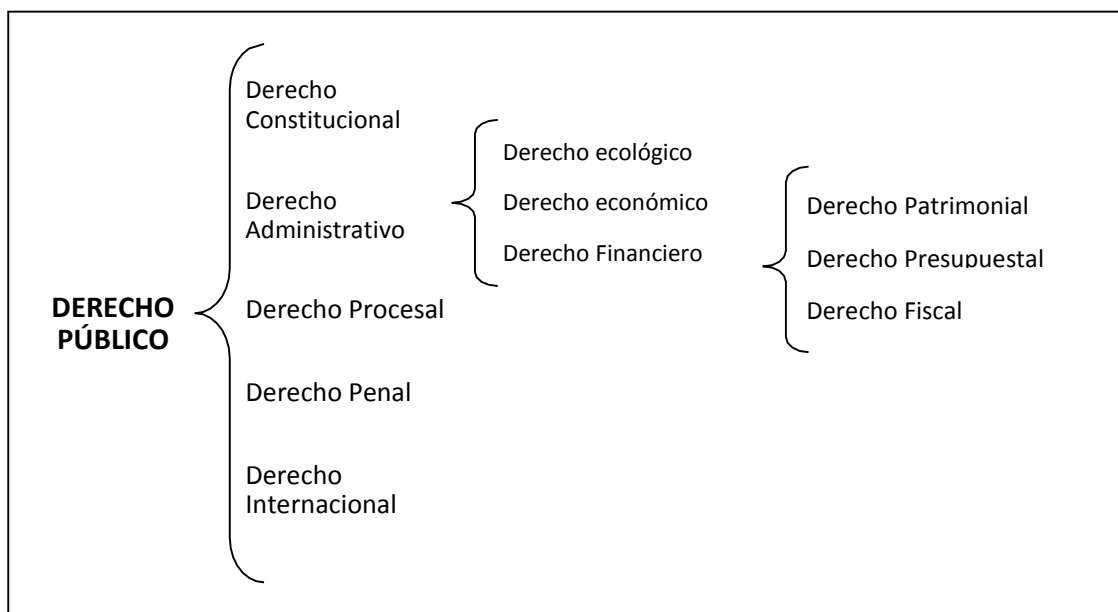 DERECHO
PÚBLICO
Derecho
Constitucional
Derecho
Administrativo
Derecho Procesal
Derecho Penal
Derecho
Internacional
Derecho ecológico
Derecho económico
Derecho Financiero
Derecho Patrimonial
Derecho Presupuestal
Derecho Fiscal